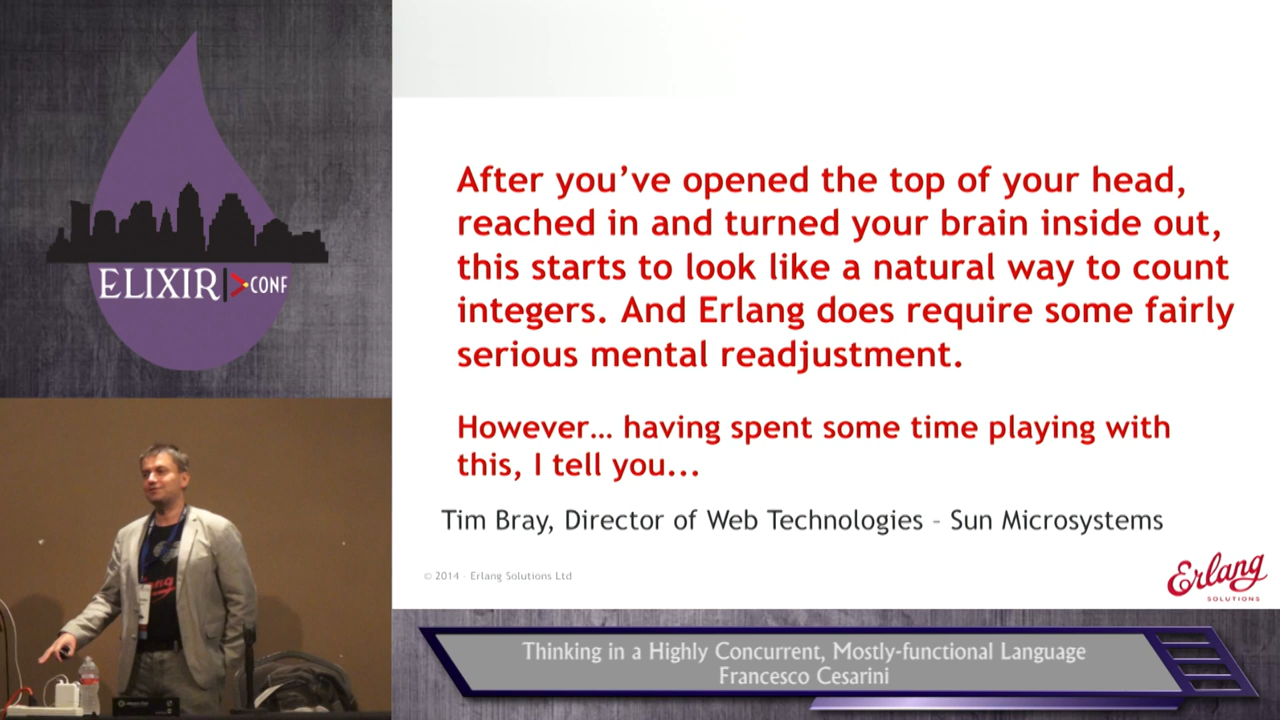 ELIXIR CONF
After you’ve opened the top of your head,
reached in and turned your brain inside out,
this starts to look like a natural way to count
integers. And Erlang does require some fairly
serious mental readjustment.
However… having spent some time playing with
this, I tell you...
Tim Bray, Director of Web Technologies – Sun Microsystems
© 2014 - Erlang Solutions Ltd
Erlang
SOLUTIONS
Thinking in a Highly Concurrent, Mostly-functional Language
Francesco Cesarini